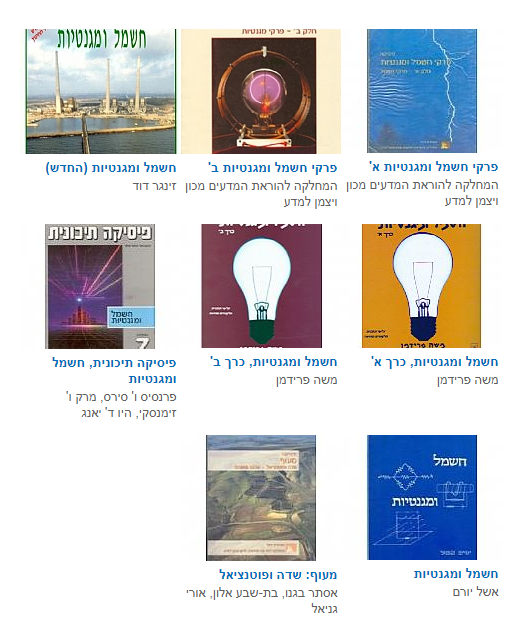 פיסיקה
פרקי חשמל ומגנטיות
חלק א' – פרקי חשמל
פרקי חשמל ומגנטיות א'
המחלקה להוראת המדעים מכון
ויצמן למדע
חלק ב' – פרקי מגנטיות
פרקי חשמל ומגנטיות ב'
המחלקה להוראת המדעים מכון
ויצמן למדע
חשמל ומגנטיות
חשמל ומגנטיות (החדש)
זינגר דוד
חשמל ומגנטיות
כרך א'
משה פרידמן
חשמל ומגנטיות, כרך א'
משה פרידמן
חשמל ומגנטיות
כרך ב'
חשמל ומגנטיות, כרך ב'
משה פרידמן
פיסיקה תיכונית
חשמל
ומגנטיות
7
פיסיקה תיכונית, חשמל
ומגנטיות
פרנסיס ו' סירס, מרק ו'
זימנסקי, היו ד' יאנג
חשמל
ומגנטיות
יורם אשל
חשמל ומגנטיות
אשל יורם
מעוף
שדה ופוטנציאל
מעוף: שדה ופוטנציאל
אסתר בגנו, בת-שבע אלון, אורי
גניאל